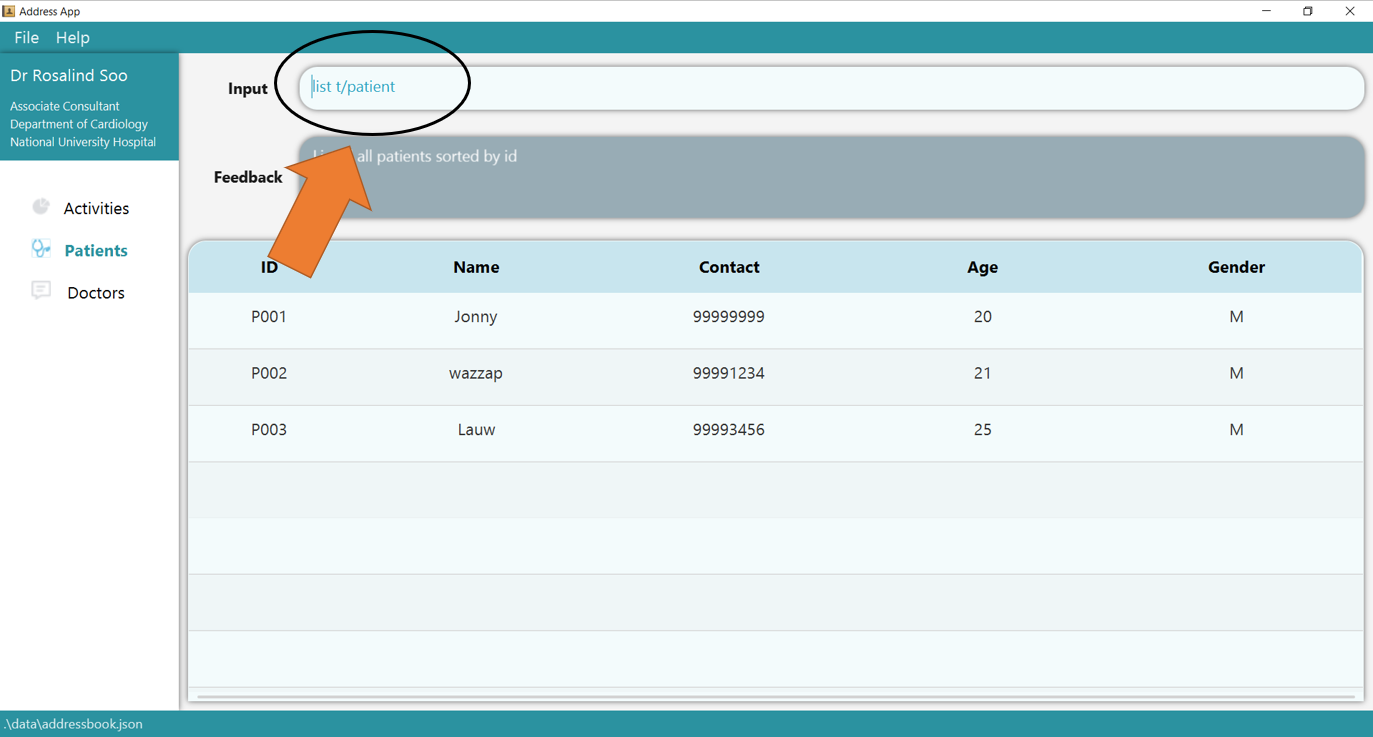 Address App
File Help
Dr Rosalind Soo
Associate Consultant
Department of Cardiology
National University Hospital
Activities
Patients
Doctors
Input
list t/patient
Feedback
all patients sorted by id
ID Name Contact Age Gender
P001 Jonny 99999999 20 M
P002 wazzap 99991234 21 M
P003 Lauw 99993456 25 M
.\data\addressbook.json